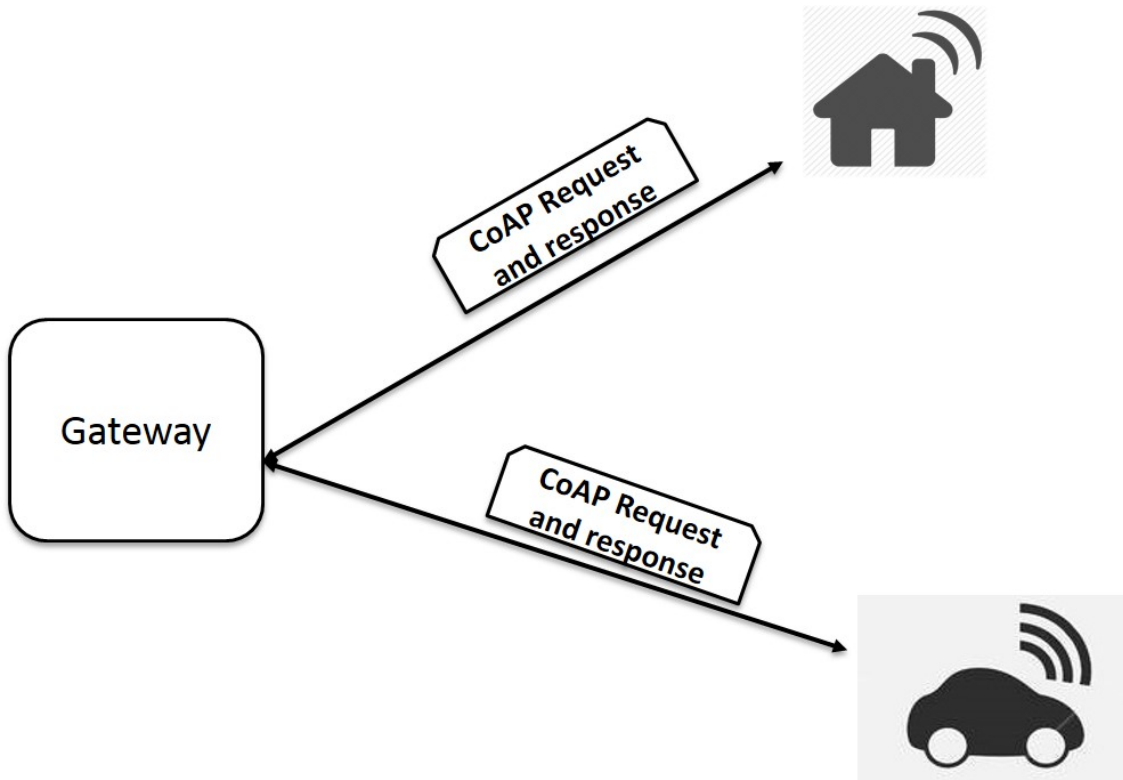 CoAP Request
and response
Gateway
CoAP Request
and response